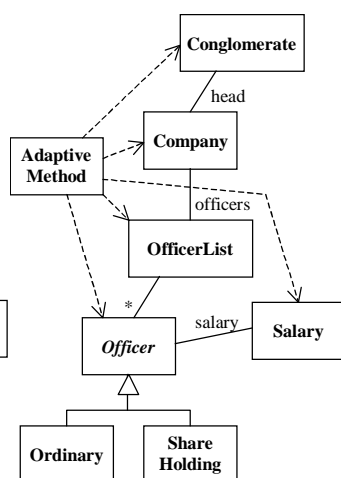 Conglomerate
head
Company
Adaptive
Method
officers
OfficerList
*
salary
Salary
Officer
Ordinary
Share
Holding